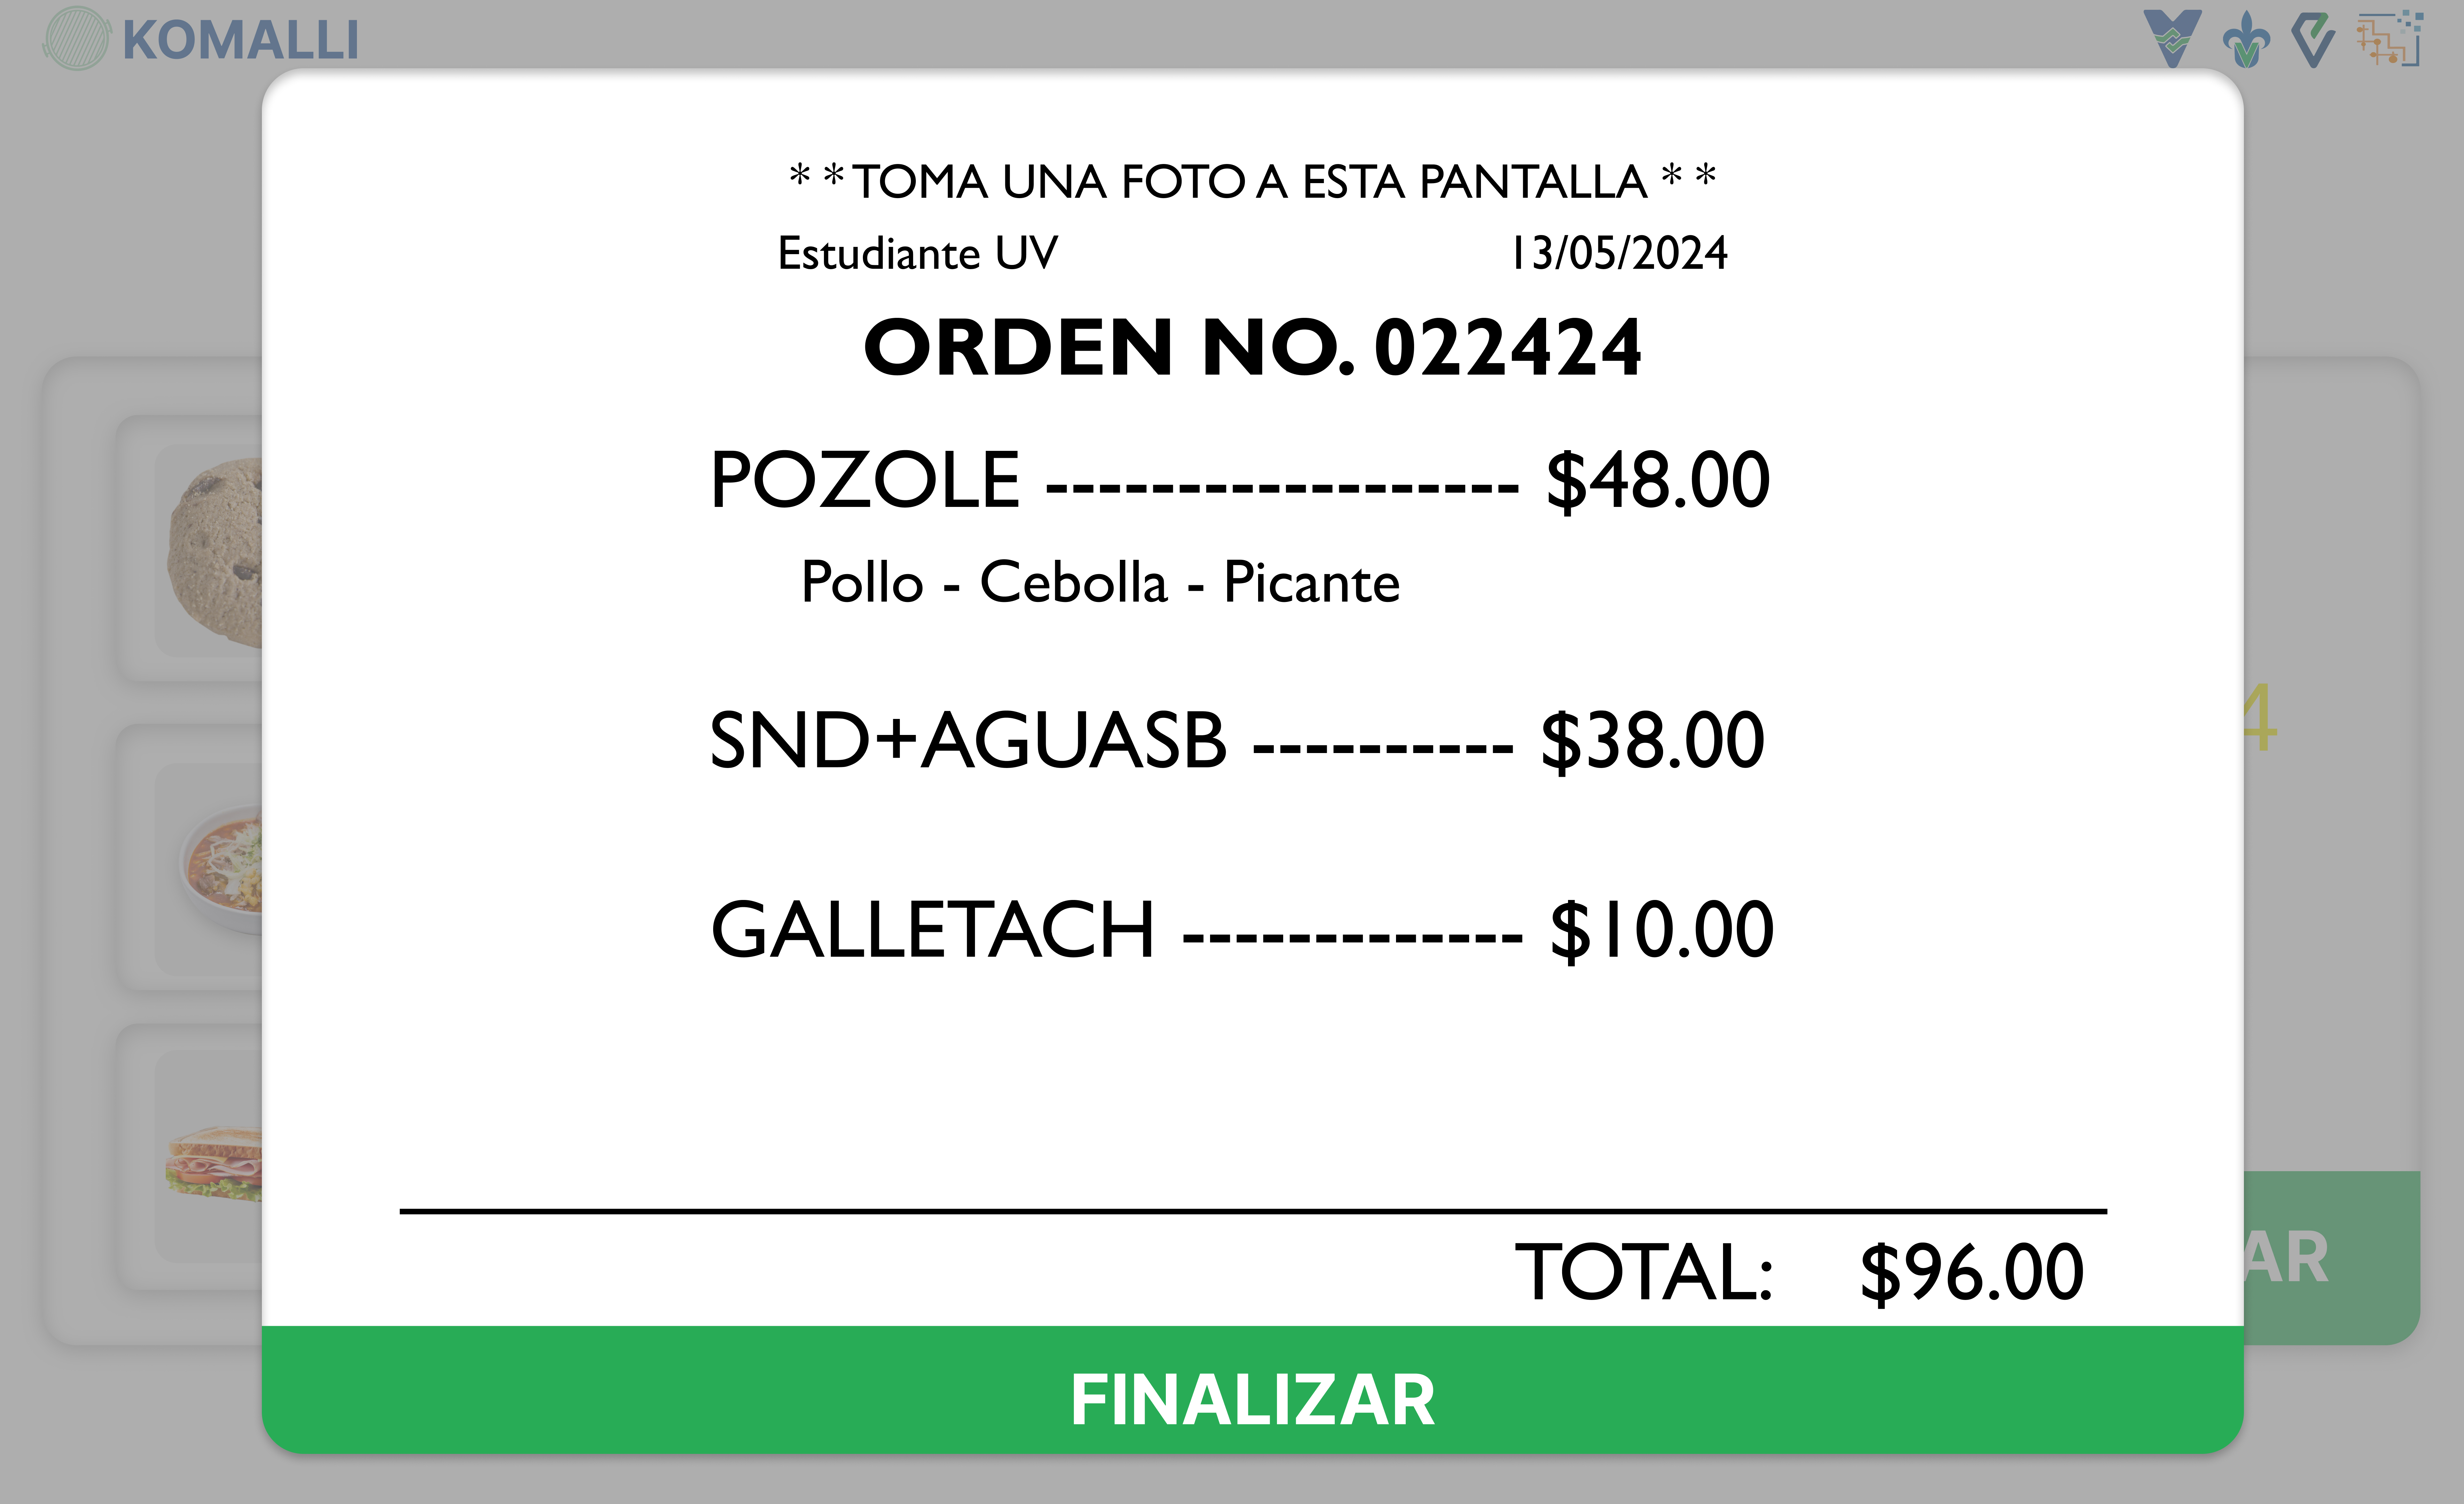 KOMALLI
* * TOMA UNA FOTO A ESTA PANTALLA * *
Estudiante UV 13/05/2024
ORDEN NO. 022424
POZOLE ------------------ $48.00
Pollo - Cebolla - Picante
SND+AGUASB ---------- $38.00
4
GALLETACH ------------- $10.00
AR
TOTAL: $96.00
FINALIZAR